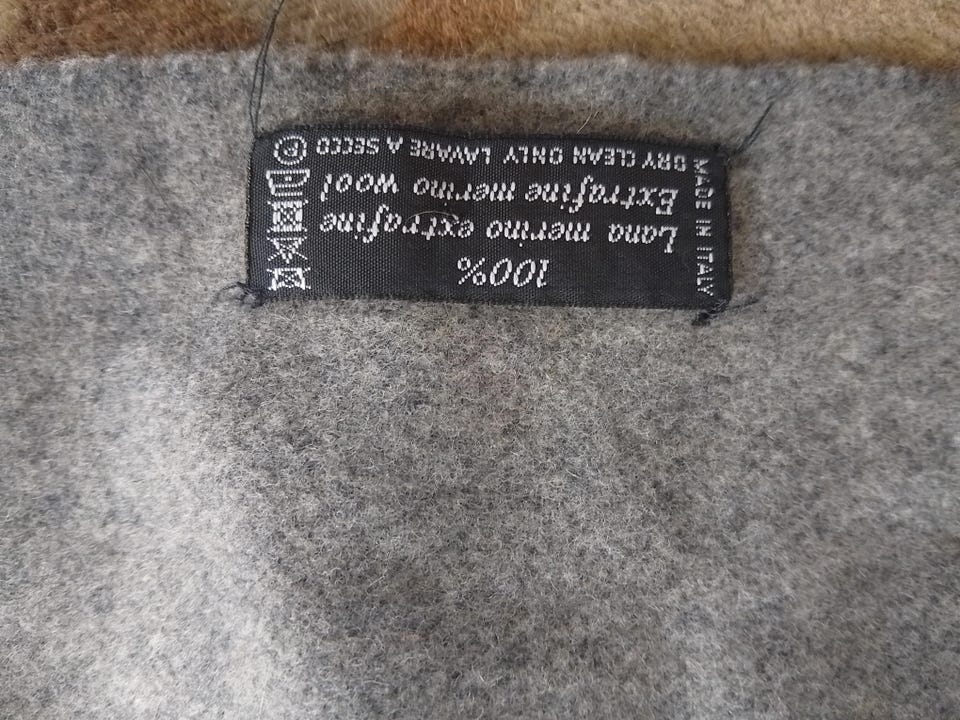 100%
Lana merino extrafine
Extrafine merino wool
DRY CLEAN ONLY LAVARE A SECCO
MADE IN ITALY